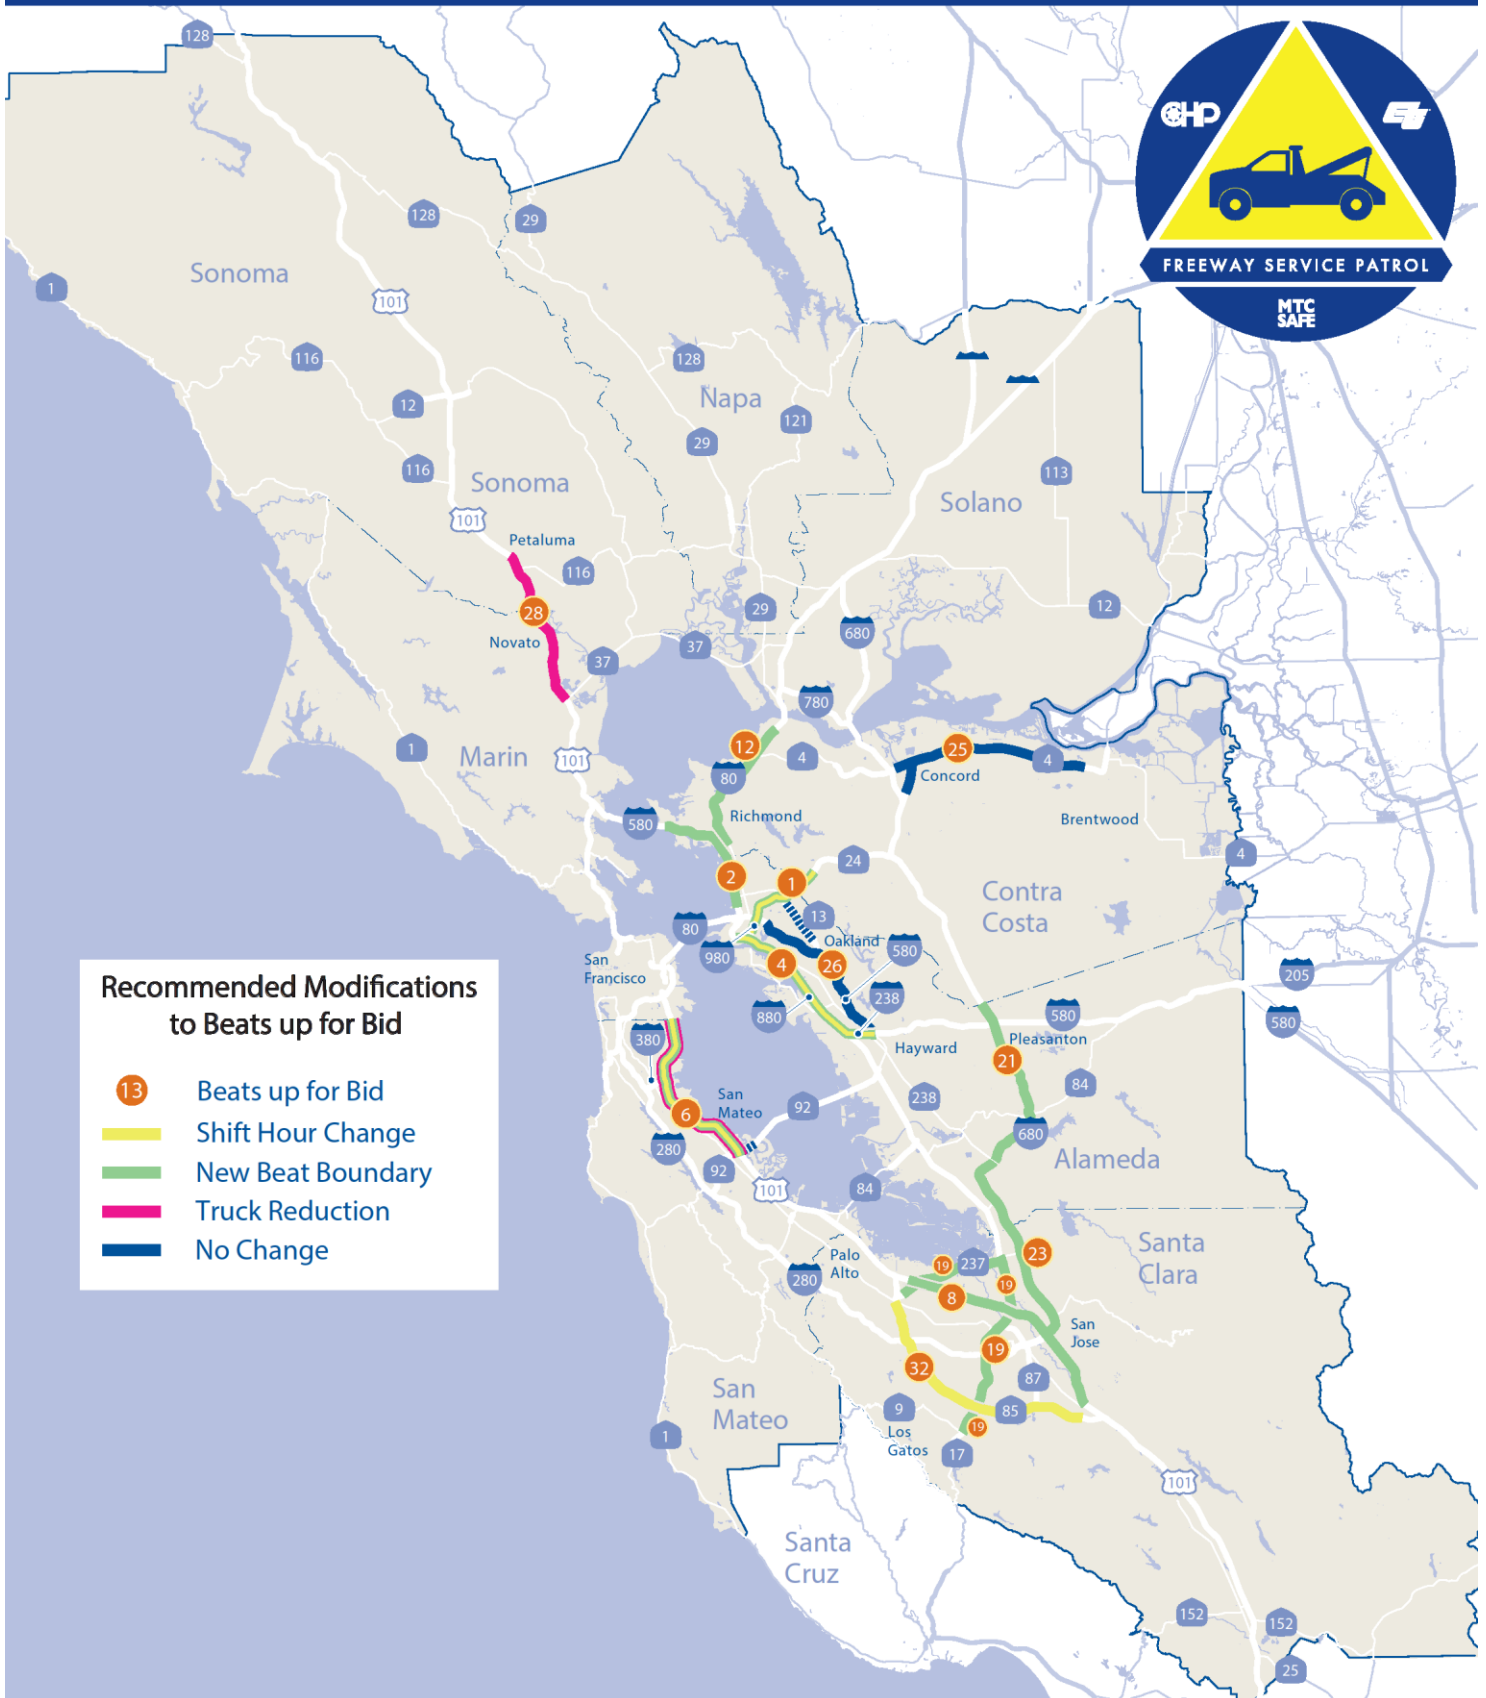 128
CHP
FREEWAY SERVICE PATROL
MTC
SAFE
128
29
Sonoma
1
101
116
128
Napa
12
121
29
116
113
Sonoma
Solano
101
Petaluma
116
29
12
28
680
Novato
37
37
780
12
25
1
Marin
101
80
4
4
Concord
Richmond
580
Brentwood
24
4
2
1
Contra
Costa
13
80
Oakland
580
980
San
Francisco
4
26
205
Recommended Modifications
to Beats up for Bid
238
880
580
580
380
Hayward
Pleasanton
21
13
Beats up for Bid
84
San
Mateo
238
92
6
Shift Hour Change
680
280
Alameda
New Beat Boundary
92
101
84
Truck Reduction
No Change
Santa
Clara
23
Palo
Alto
19
237
280
19
8
San
Jose
19
32
87
San
Mateo
9
85
Los
Gatos
19
1
17
101
Santa
Cruz
152
152
25